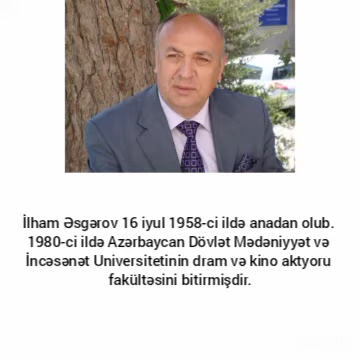 İlham Əsgərov 16 iyul 1958-ci ildə anadan olub.
1980-ci ildə Azərbaycan Dövlət Mədəniyyət və
İncəsənət Universitetinin dram və kino aktyoru
fakültəsini bitirmişdir.